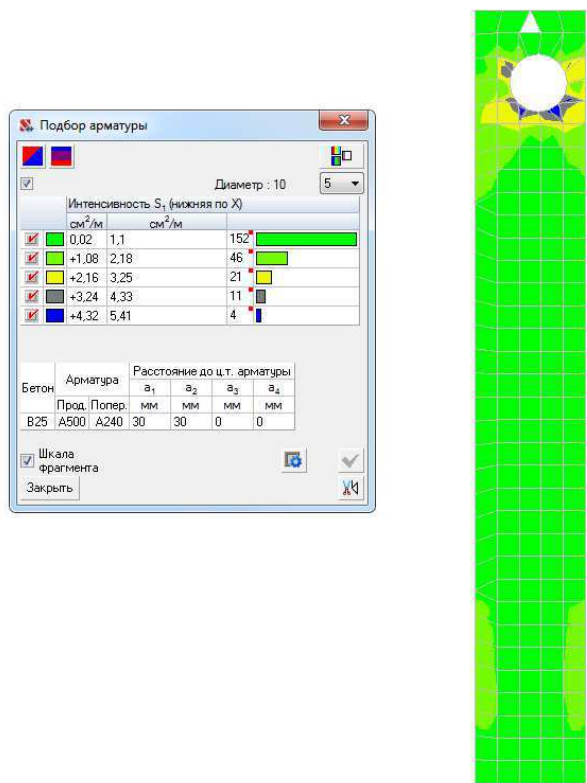 Подбор арматуры
Диаметр : 10 5
Интенсивность S1 (нижняя по X)
см2/м см2/м
0,02 1,1 152
+1,08 2,18 46
+2,16 3,25 21
+3,24 4,33 11
+4,32 5,41 4
Бетон Арматура Расстояние до ц.т. арматуры
a1 a2 a3 a4
Прод. Попер. мм мм мм мм
B25 A500 A240 30 30 0 0
Шкала
фрагмента
Закрыть